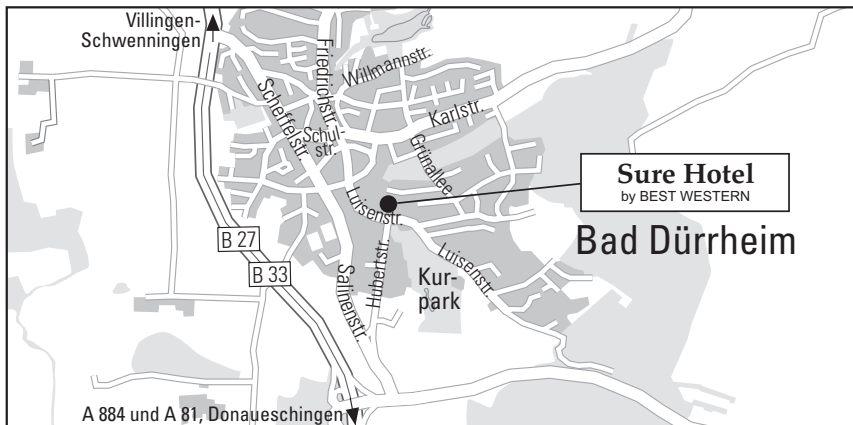 Villingen-
Schwenningen
Friedrichstr.
Willmannstr.
Scheffelstr.
Karlstr.
Schul-
str.
Grünallee
Sure Hotel
by BEST WESTERN
Luisenstr.
Bad Dürrheim
B 27
B 33
Salinenstr.
Hubertstr.
Kur-
park
Luisenstr.
A 884 und A 81, Donaueschingen